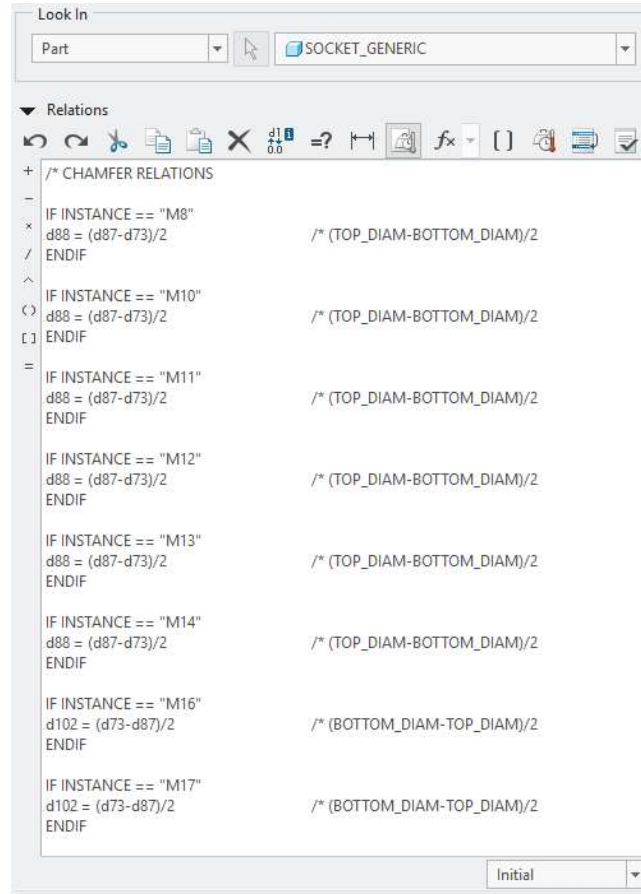 Look In
Part
SOCKET_GENERIC
Relations
/* CHAMFER RELATIONS
IF INSTANCE == "M8"
d88 = (d87-d73)/2 /* (TOP_DIAM-BOTTOM_DIAM)/2
ENDIF
IF INSTANCE == "M10"
d88 = (d87-d73)/2 /* (TOP_DIAM-BOTTOM_DIAM)/2
ENDIF
IF INSTANCE == "M11"
d88 = (d87-d73)/2 /* (TOP_DIAM-BOTTOM_DIAM)/2
ENDIF
IF INSTANCE == "M12"
d88 = (d87-d73)/2 /* (TOP_DIAM-BOTTOM_DIAM)/2
ENDIF
IF INSTANCE == "M13"
d88 = (d87-d73)/2 /* (TOP_DIAM-BOTTOM_DIAM)/2
ENDIF
IF INSTANCE == "M14"
d88 = (d87-d73)/2 /* (TOP_DIAM-BOTTOM_DIAM)/2
ENDIF
IF INSTANCE == "M16"
d102 = (d73-d87)/2 /* (BOTTOM_DIAM-TOP_DIAM)/2
ENDIF
IF INSTANCE == "M17"
d102 = (d73-d87)/2 /* (BOTTOM_DIAM-TOP_DIAM)/2
ENDIF
Initial